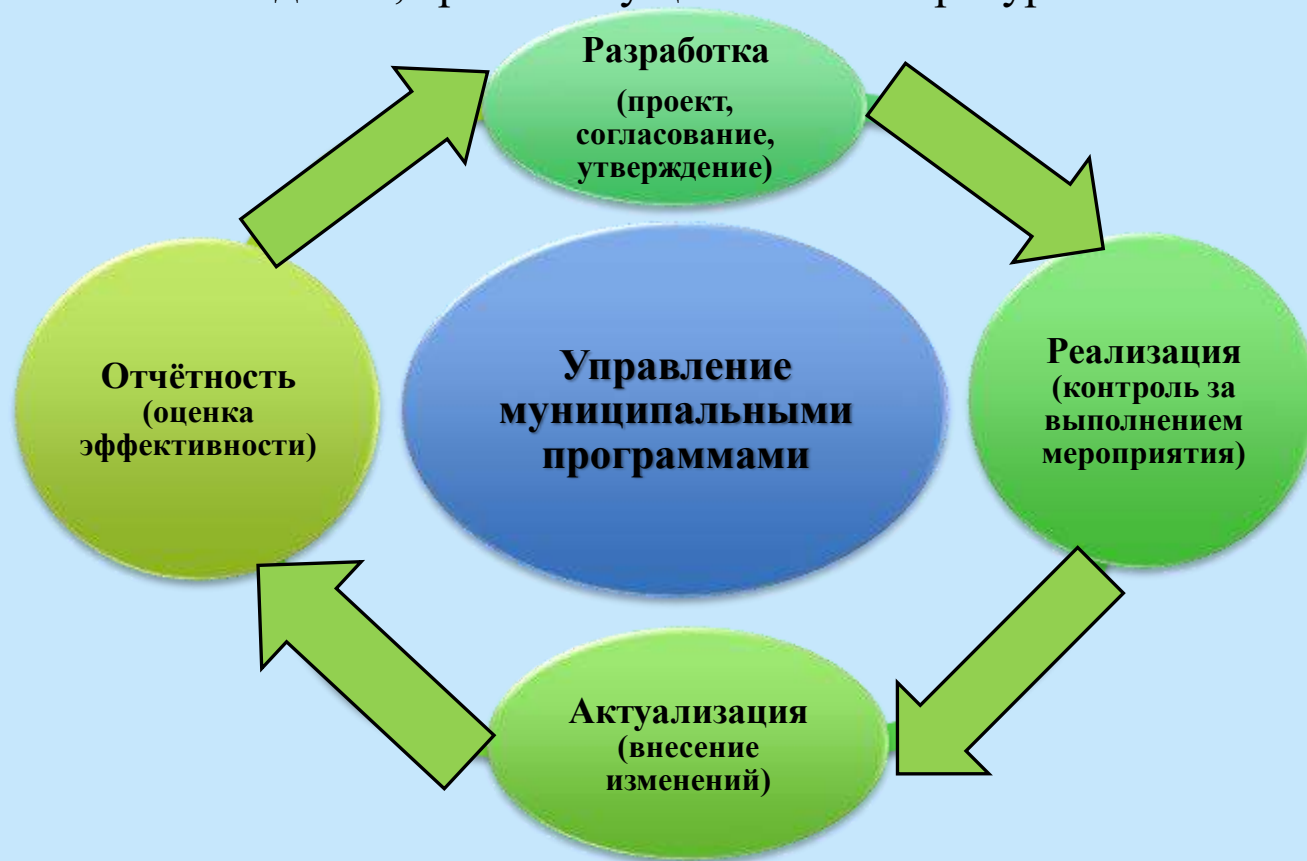 Разработка
(проект,
согласование,
утверждение)
Управление
муниципальными
программами
Реализация
(контроль за
выполнением
мероприятия)
Актуализация
(внесение
изменений)
Отчётность
(оценка
эффективности)